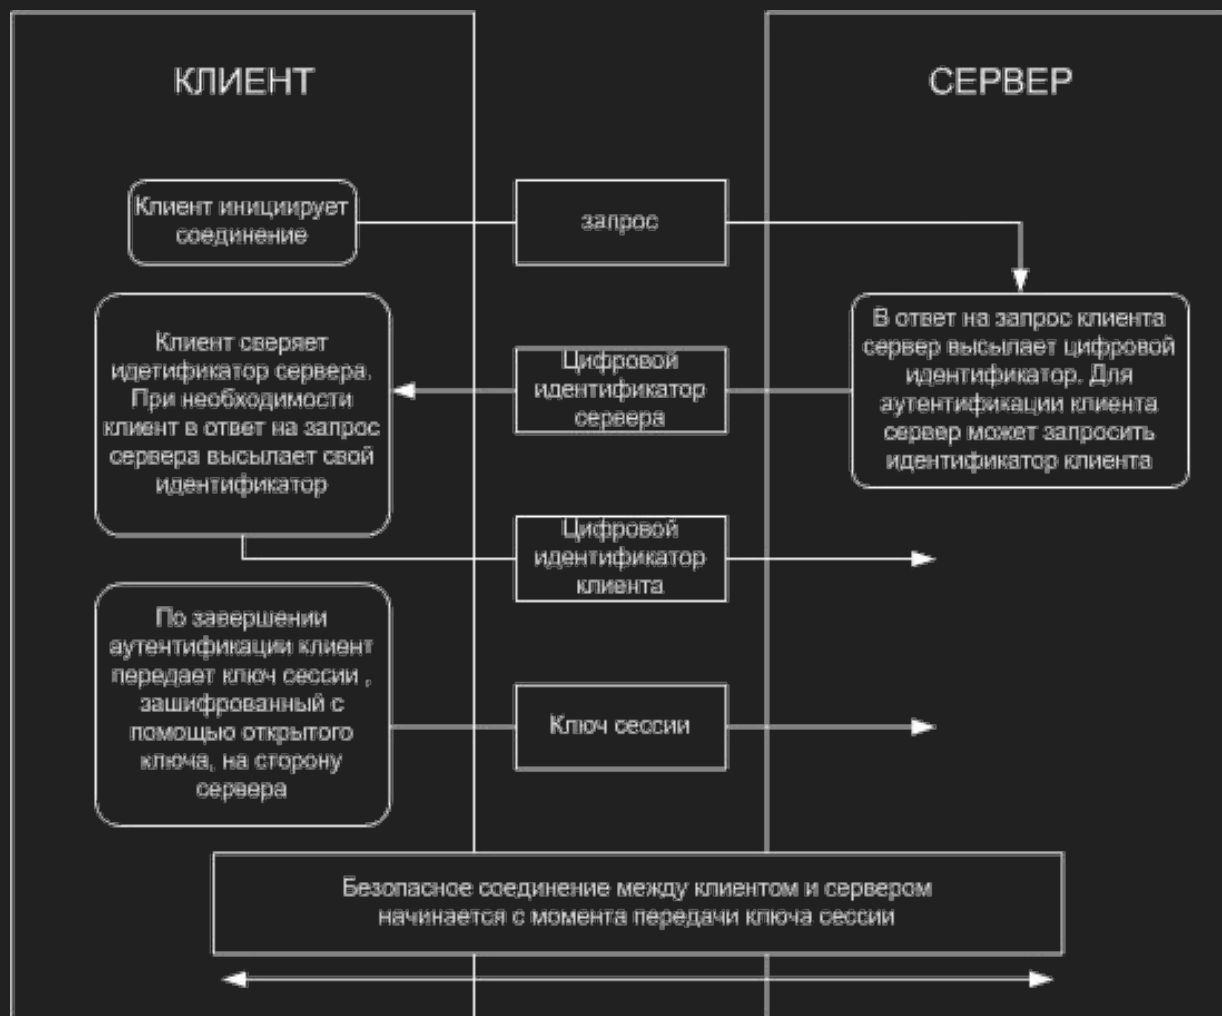 КЛИЕНТ
СЕРВЕР
Клиент инициирует
соединение
запрос
В ответ на запрос клиента
сервер высылает цифровой
идентификатор. Для
аутентификации клиента
сервер может запросить
идентификатор клиента
Цифровой
идентификатор
сервера
Клиент сверяет
идетификатор сервера.
При необходимости
клиент в ответ на запрос
сервера высылает свой
идентификатор
Цифровой
идентификатор
клиента
По завершении
аутентификации клиент
передает ключ сессии ,
зашифрованный с
помощью открытого
ключа, на сторону
сервера
Ключ сессии
Безопасное соединение между клиентом и сервером
начинается с момента передачи ключа сессии